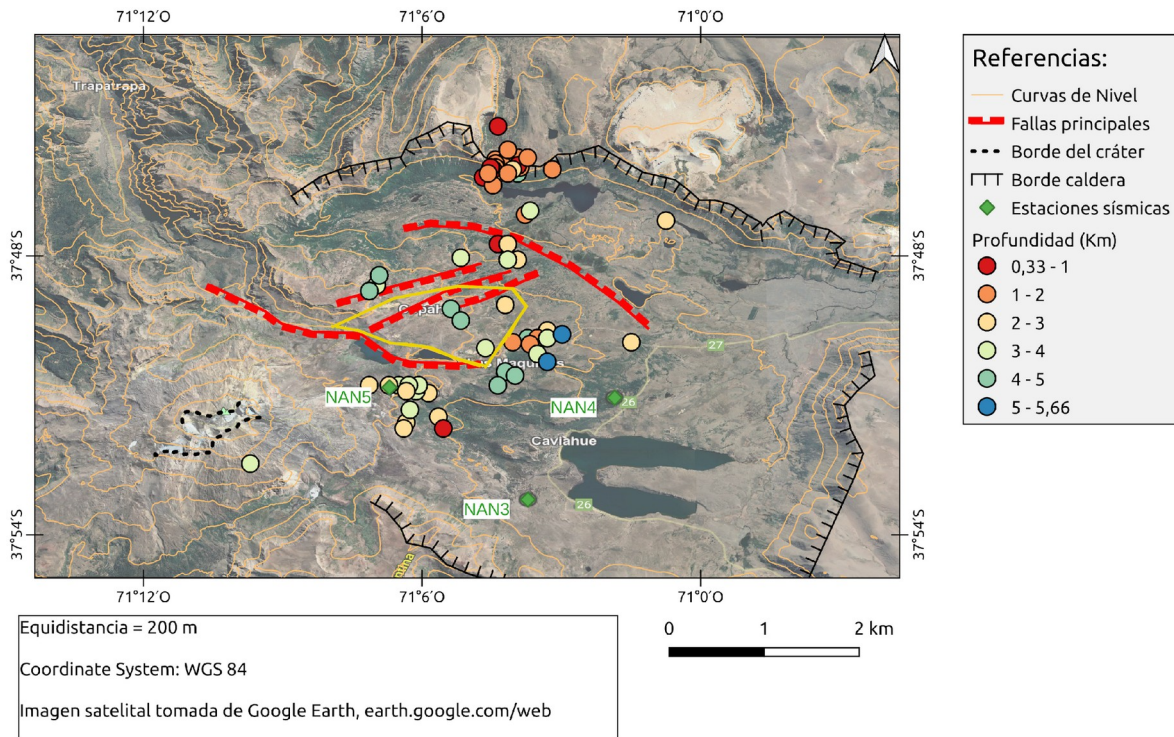 71°12′O 71°6′O 71°0′O
Trapatrapa
37°48′S 37°48′S
27
NAN5
NAN4
26
Caviahue
NAN3
26
37°54′S 37°54′S
71°12′O 71°6′O 71°0′O
Referencias:
Curvas de Nivel
Fallas principales
Borde del cráter
Borde caldera
Estaciones sísmicas
Profundidad (Km)
0,33 - 1
1 - 2
2 - 3
3 - 4
4 - 5
5 - 5,66
Equidistancia = 200 m
Coordinate System: WGS 84
Imagen satelital tomada de Google Earth, earth.google.com/web
0 1 2 km